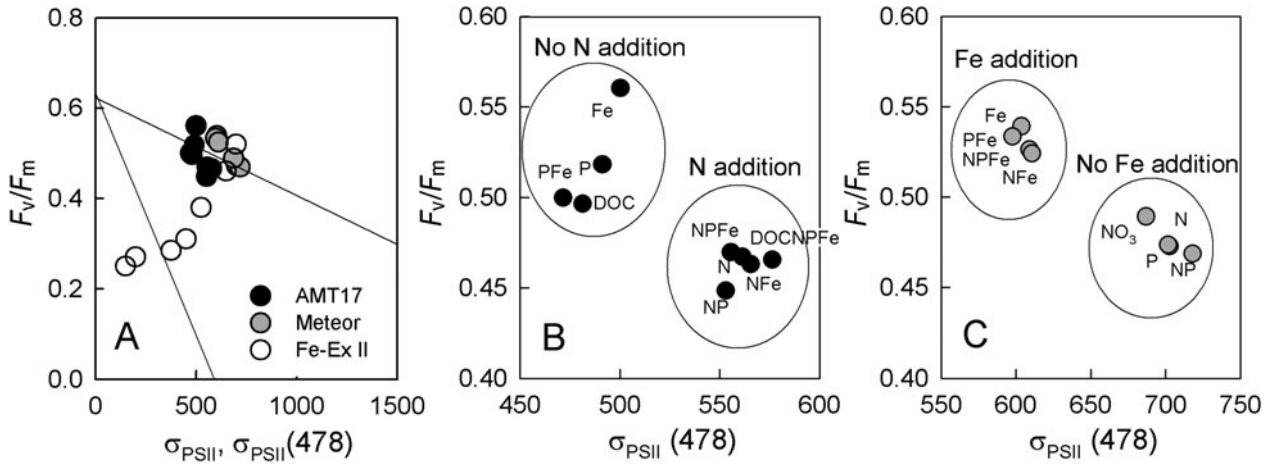 0.8
0.6
0.4
0.2
0.0
Fv/Fm
A
AMT17
Meteor
Fe-Ex II
0 500 1000 1500
σPSII, σPSII(478)
0.60
0.55
0.50
0.45
0.40
Fv/Fm
No N addition
Fe
PFe P
DOC
N addition
NPFe DOCNPFe
N
NFe
NP
B
450 500 550 600
σPSII (478)
0.60
0.55
0.50
0.45
0.40
Fv/Fm
Fe addition
Fe
PFe
NPFe
NFe
No Fe addition
NO3 N
P NP
C
550 600 650 700 750
σPSII (478)